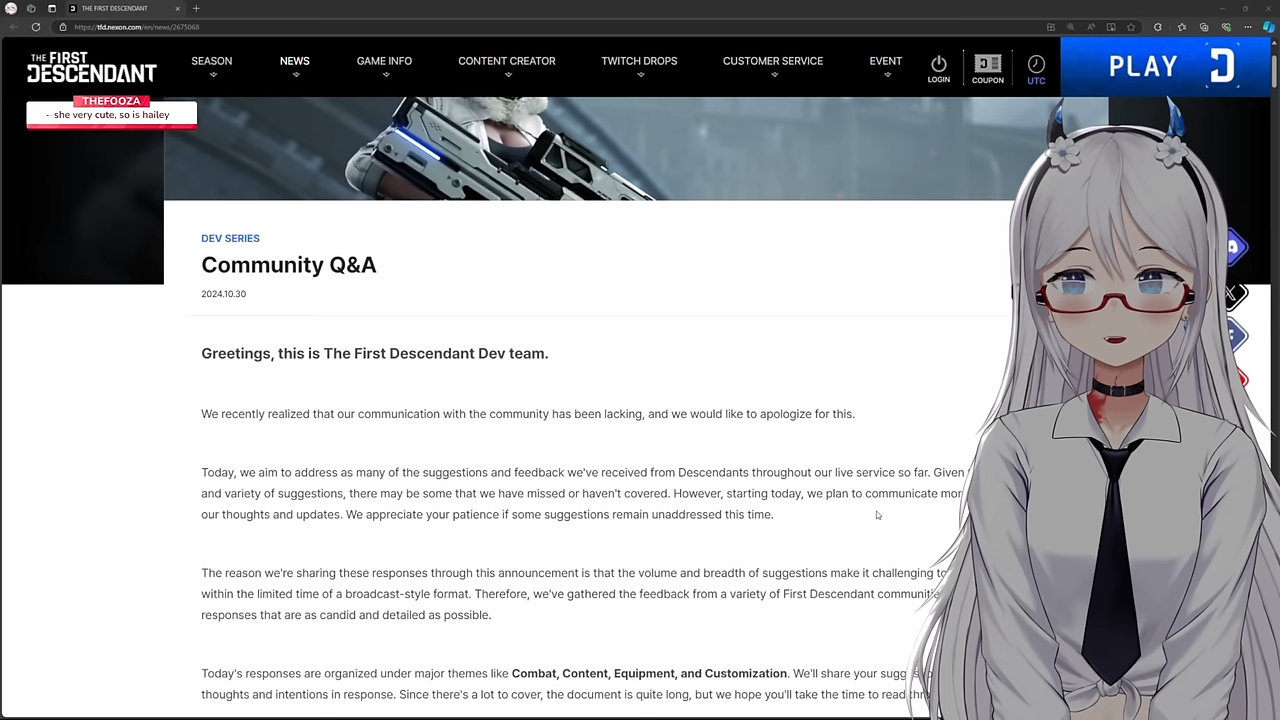 THE FIRST DESCENDANT
https://tfd.nexon.com/en/news/2675068
THE FIRST
DESCENDANT
SEASON
NEWS
GAME INFO
CONTENT CREATOR
TWITCH DROPS
CUSTOMER SERVICE
EVENT
LOGIN
COUPON
UTC
PLAY
THEFOOZA
she very cute, so is hailey
DEV SERIES
Community Q&A
2024.10.30
Greetings, this is The First Descendant Dev team.
We recently realized that our communication with the community has been lacking, and we would like to apologize for this.
Today, we aim to address as many of the suggestions and feedback we've received from Descendants throughout our live service so far. Given
and variety of suggestions, there may be some that we have missed or haven't covered. However, starting today, we plan to communicate
our thoughts and updates. We appreciate your patience if some suggestions remain unaddressed this time.
The reason we're sharing these responses through this announcement is that the volume and breadth of suggestions make it challenging
within the limited time of a broadcast-style format. Therefore, we've gathered the feedback from a variety of First Descendant
responses that are as candid and detailed as possible.
Today's responses are organized under major themes like Combat, Content, Equipment, and Customization. We'll share your
thoughts and intentions in response. Since there's a lot to cover, the document is quite long, but we hope you'll take the time to read